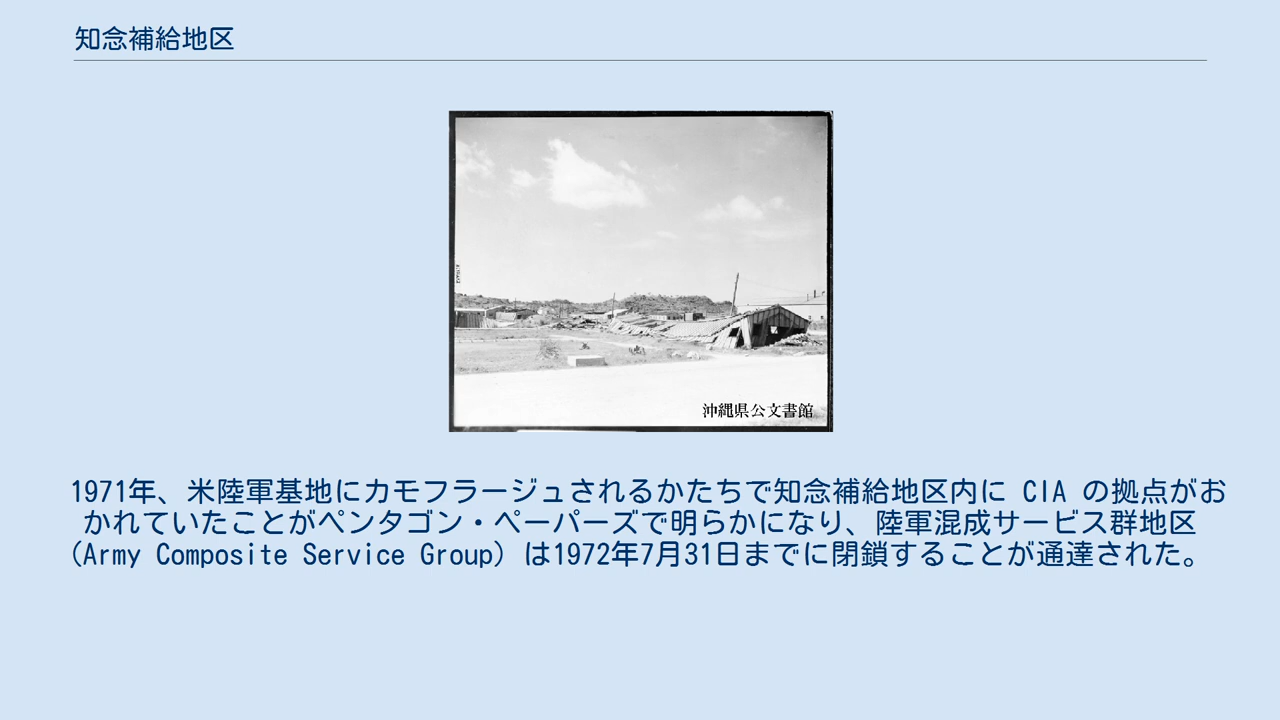 知念補給地区
沖縄県公文書館
1971年、米陸軍基地にカモフラージュされるかたちで知念補給地区内に CIA の拠点がお
かれていたことがペンタゴン・ペーパーズで明らかになり、陸軍混成サービス群地区
(Army Composite Service Group) は1972年7月31日までに閉鎖することが通達された。